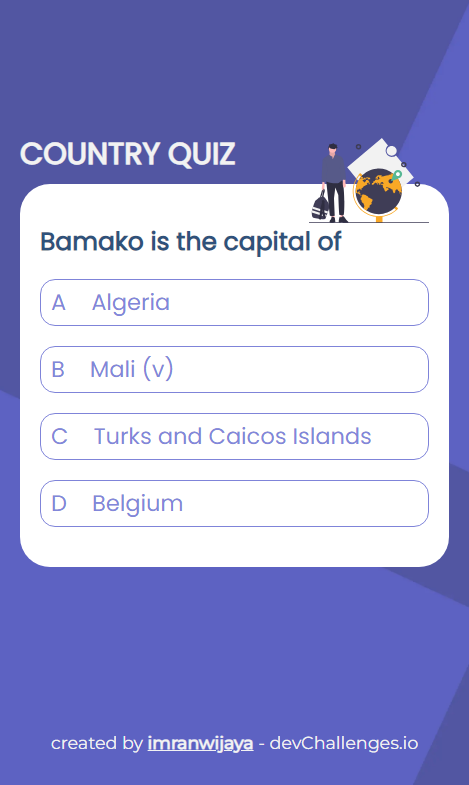 COUNTRY QUIZ
Bamako is the capital of
A Algeria
B Mali (v)
C Turks and Caicos Islands
D Belgium
created by imranwijaya - devChallenges.io